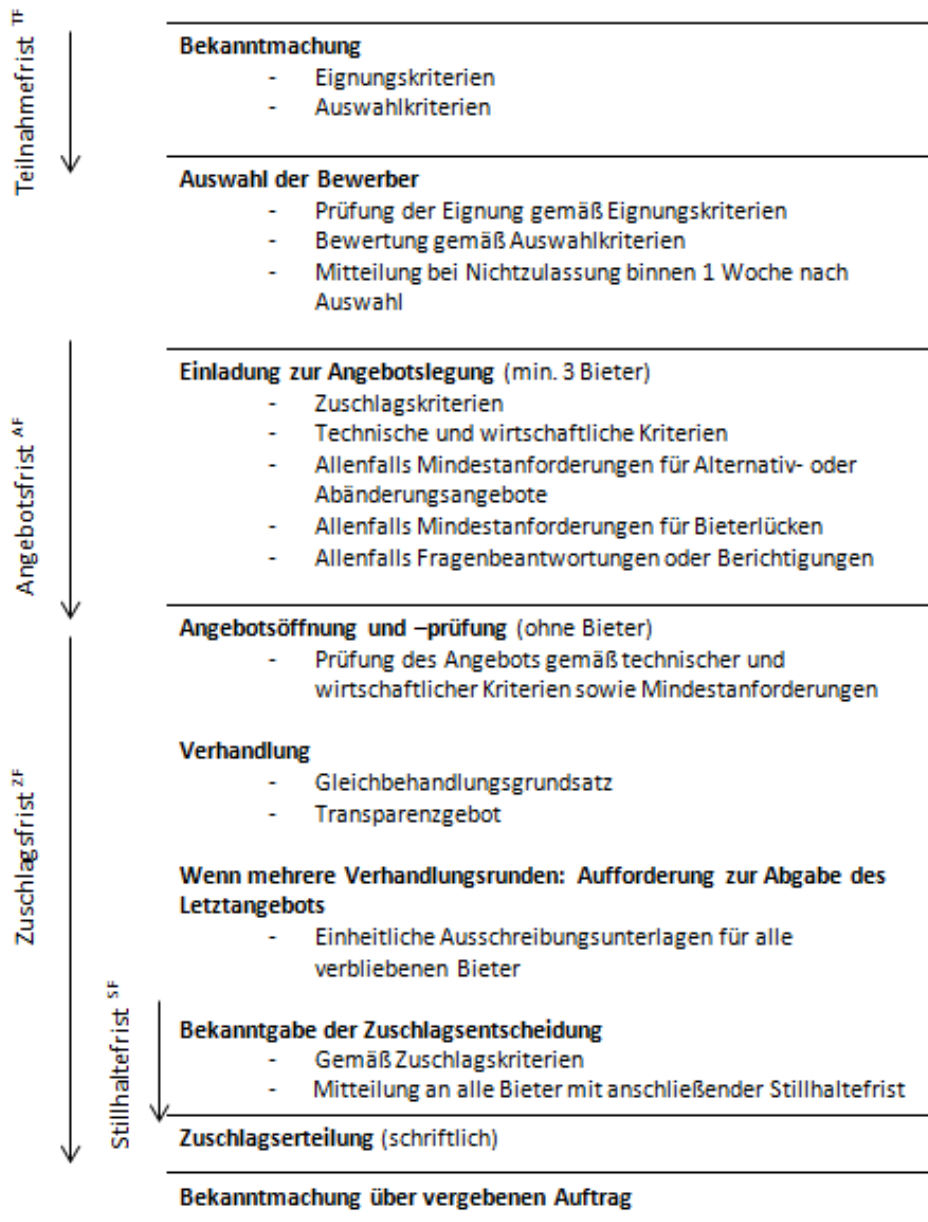 Teilnahmefrist TF
Bekanntmachung
- Eignungskriterien
- Auswahlkriterien
Auswahl der Bewerber
- Prüfung der Eignung gemäß Eignungskriterien
- Bewertung gemäß Auswahlkriterien
- Mitteilung bei Nichtzulassung binnen 1 Woche nach
Auswahl
Angebotsfrist AF
Einladung zur Angebotslegung (min. 3 Bieter)
- Zuschlagskriterien
- Technische und wirtschaftliche Kriterien
- Allenfalls Mindestanforderungen für Alternativ- oder
Abänderungsangebote
- Allenfalls Mindestanforderungen für Bieterlücken
- Allenfalls Fragenbeantwortungen oder Berichtigungen
Zuschlagsfrist ZF
Angebotsöffnung und –prüfung (ohne Bieter)
- Prüfung des Angebots gemäß technischer und
wirtschaftlicher Kriterien sowie Mindestanforderungen
Verhandlung
- Gleichbehandlungsgrundsatz
- Transparenzgebot
Wenn mehrere Verhandlungsrunden: Aufforderung zur Abgabe des
Letztangebots
- Einheitliche Ausschreibungsunterlagen für alle
verbliebenen Bieter
Stillhaltefrist SF
Bekanntgabe der Zuschlagsentscheidung
- Gemäß Zuschlagskriterien
- Mitteilung an alle Bieter mit anschließender Stillhaltefrist
Zuschlagserteilung (schriftlich)
Bekanntmachung über vergebenen Auftrag